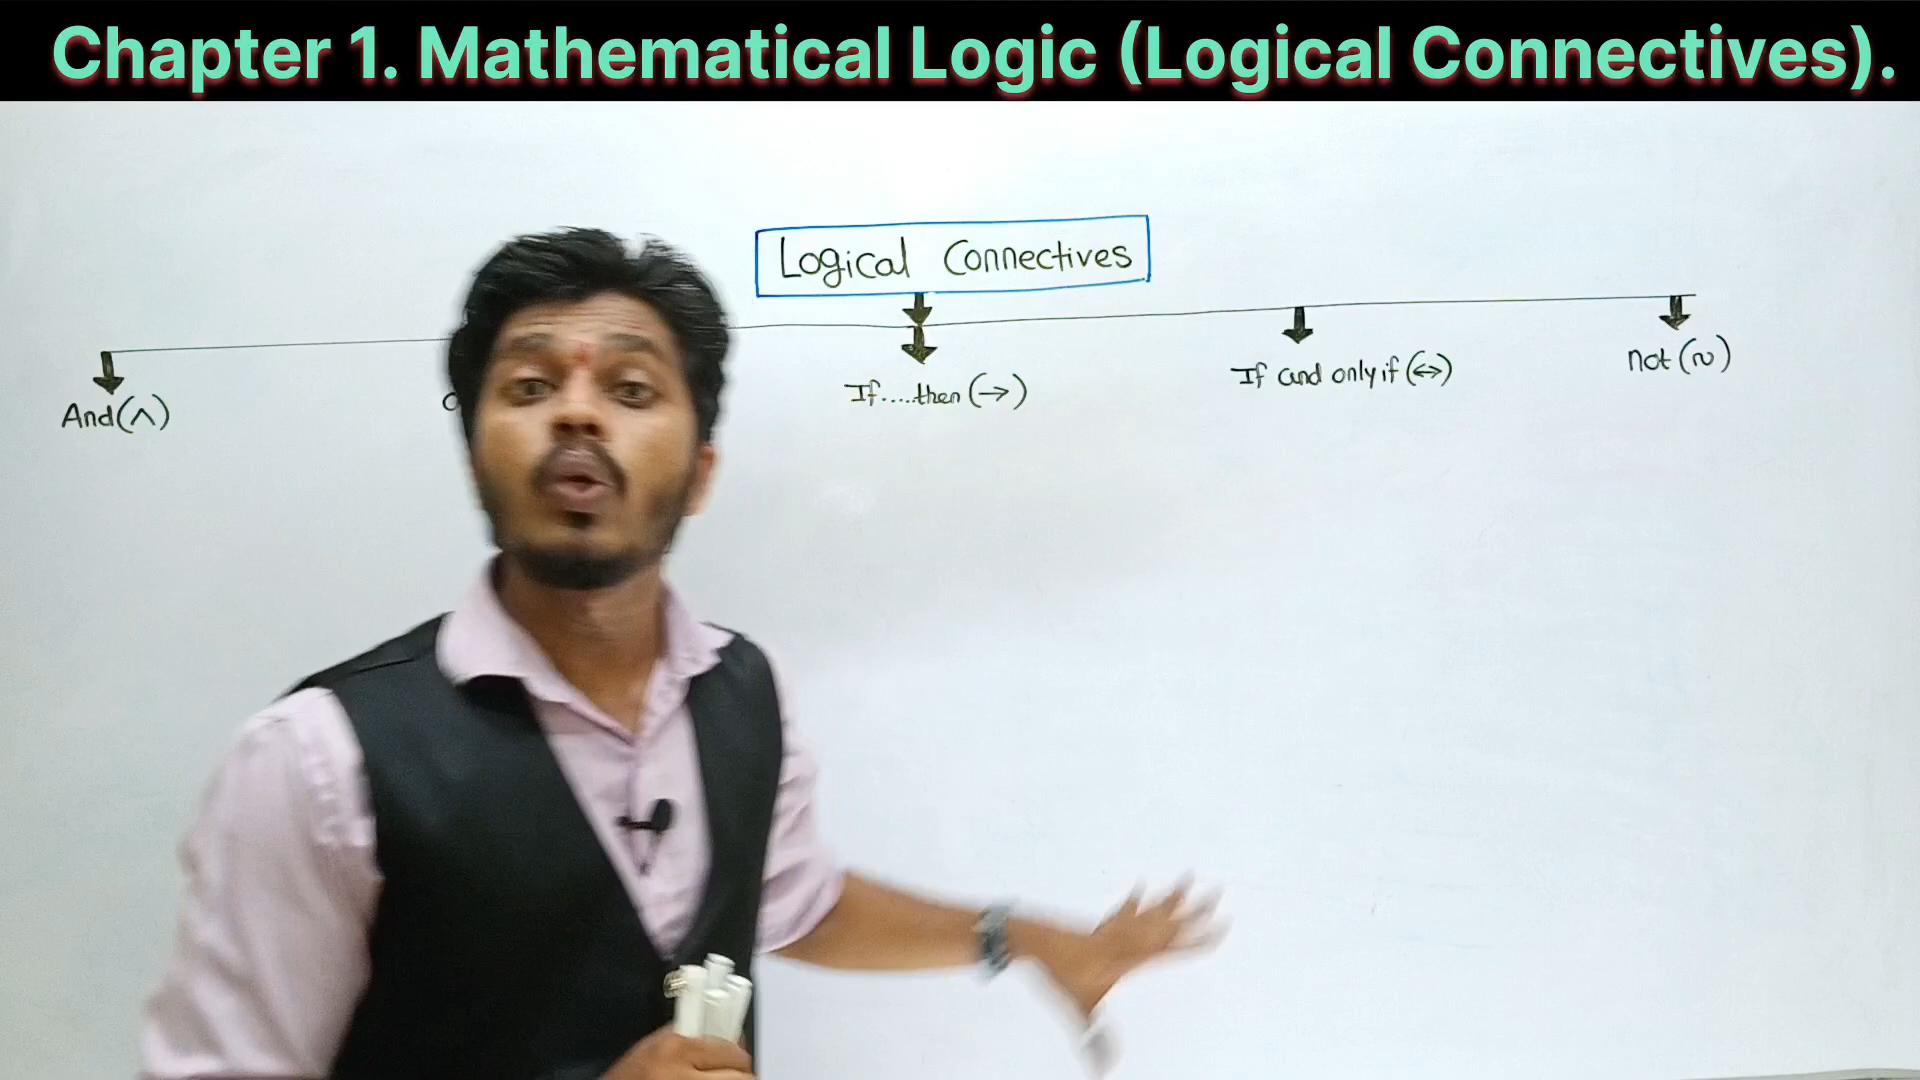 Chapter 1. Mathematical Logic (Logical Connectives).
Logical Connectives
And(∧)
If.....then (→)
If and only if (↔)
not (~)